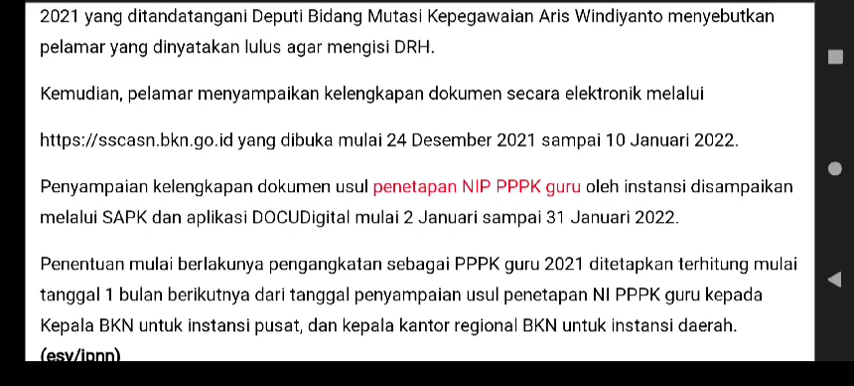 2021 yang ditandatangani Deputi Bidang Mutasi Kepegawaian Aris Windiyanto menyebutkan
pelamar yang dinyatakan lulus agar mengisi DRH.
Kemudian, pelamar menyampaikan kelengkapan dokumen secara elektronik melalui
https://sscasn.bkn.go.id yang dibuka mulai 24 Desember 2021 sampai 10 Januari 2022.
Penyampaian kelengkapan dokumen usul penetapan NIP PPPK guru oleh instansi disampaikan
melalui SAPK dan aplikasi DOCUDigital mulai 2 Januari sampai 31 Januari 2022.
Penentuan mulai berlakunya pengangkatan sebagai PPPK guru 2021 ditetapkan terhitung mulai
tanggal 1 bulan berikutnya dari tanggal penyampaian usul penetapan NI PPPK guru kepada
Kepala BKN untuk instansi pusat, dan kepala kantor regional BKN untuk instansi daerah.
(esy/jpnn)